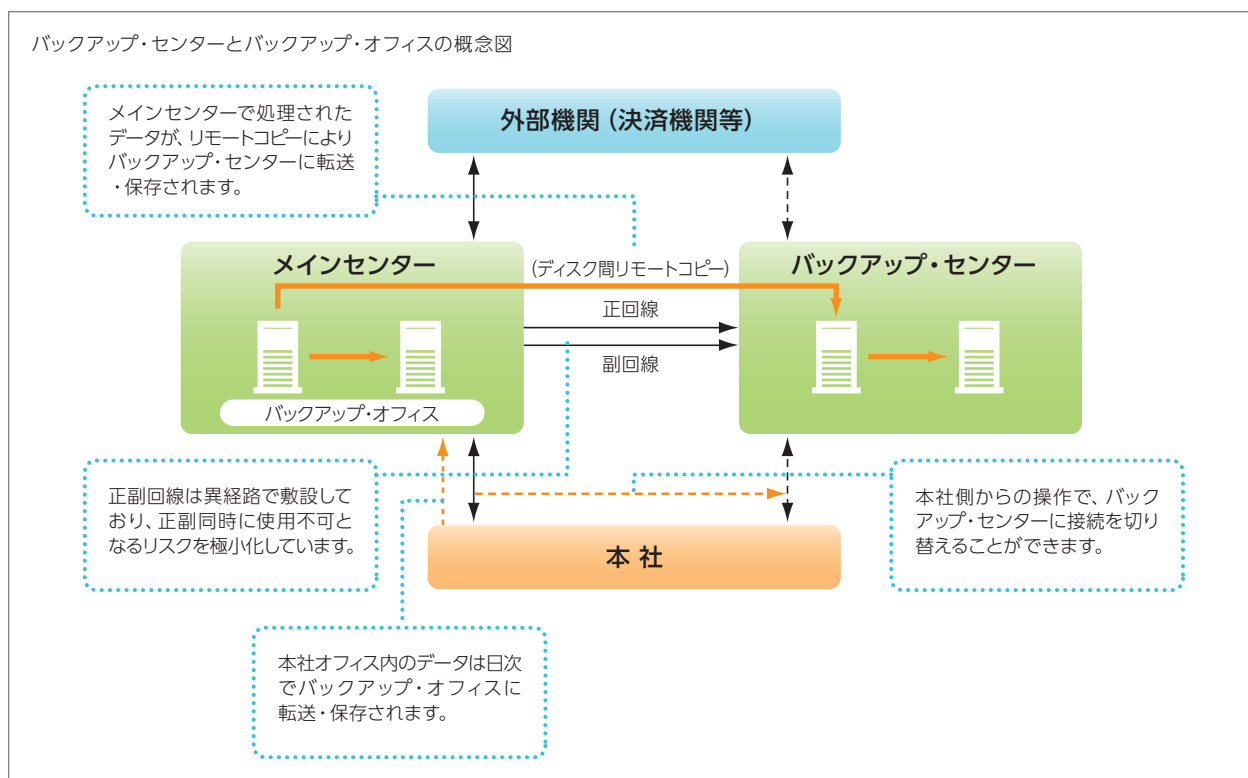 バックアップ・センターとバックアップ・オフィスの概念図
メインセンターで処理された
データが、リモートコピーにより
バックアップ・センターに転送
・保存されます。
外部機関（決済機関等）
メインセンター
(ディスク間リモートコピー)
バックアップ・センター
正回線
副回線
バックアップ・オフィス
正副回線は異経路で敷設して
おり、正副同時に使用不可と
なるリスクを極小化しています。
本社側からの操作で、バック
アップ・センターに接続を切り
替えることができます。
本 社
本社オフィス内のデータは日次
でバックアップ・オフィスに
転送・保存されます。